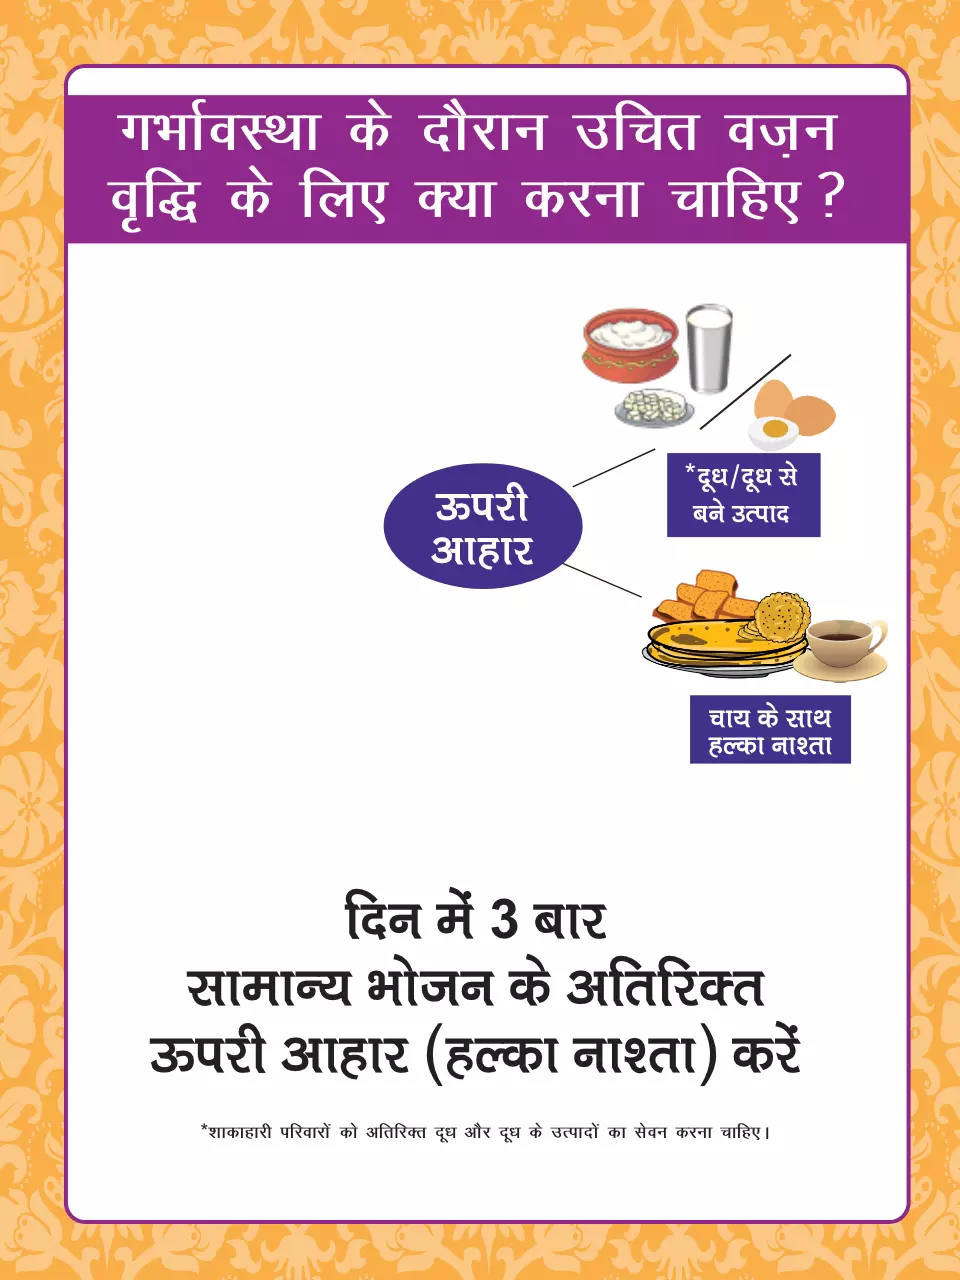 गर्भावस्था के दौरान उचित वज़न
वृद्धि के लिए क्या करना चाहिए ?
*दूध/दूध से
बने उत्पाद
ऊपरी
आहार
चाय के साथ
हल्का नाश्ता
दिन में 3 बार
सामान्य भोजन के अतिरिक्त
ऊपरी आहार (हल्का नाश्ता) करें
*शाकाहारी परिवारों को अतिरिक्त दूध और दूध के उत्पादों का सेवन करना चाहिए।